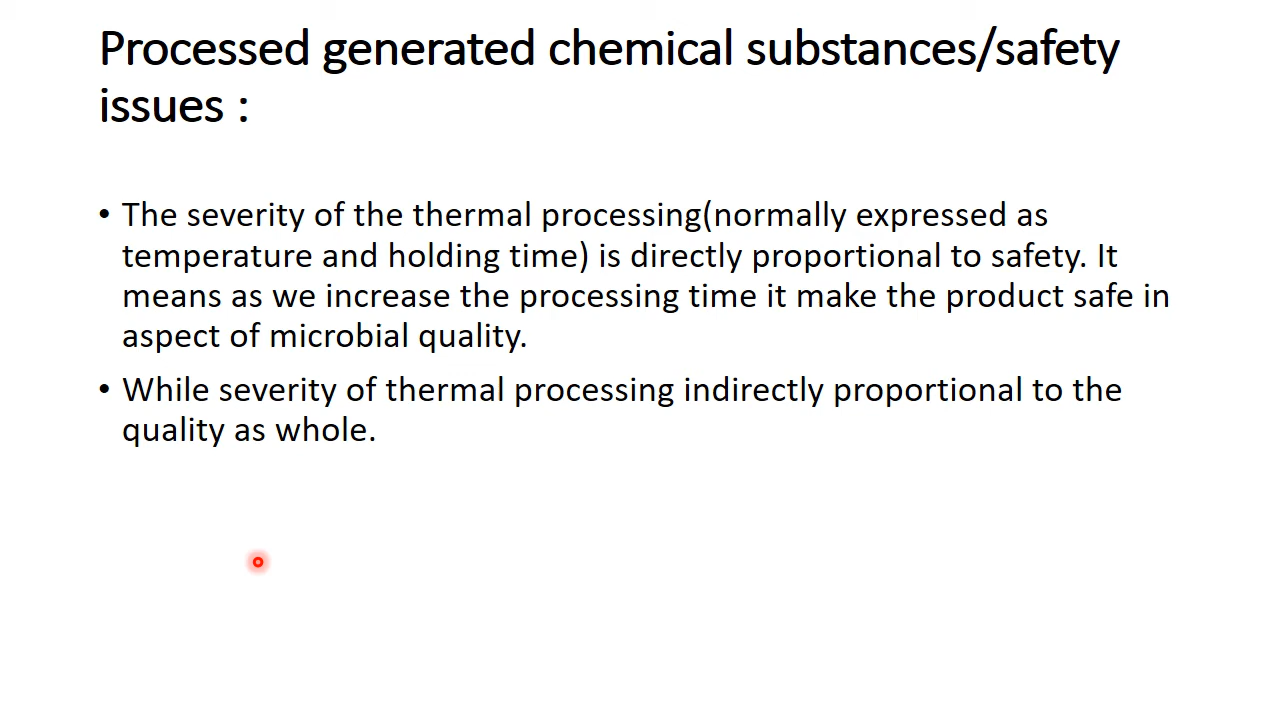 Processed generated chemical substances/safety
issues :
• The severity of the thermal processing(normally expressed as
temperature and holding time) is directly proportional to safety. It
means as we increase the processing time it make the product safe in
aspect of microbial quality.
• While severity of thermal processing indirectly proportional to the
quality as whole.